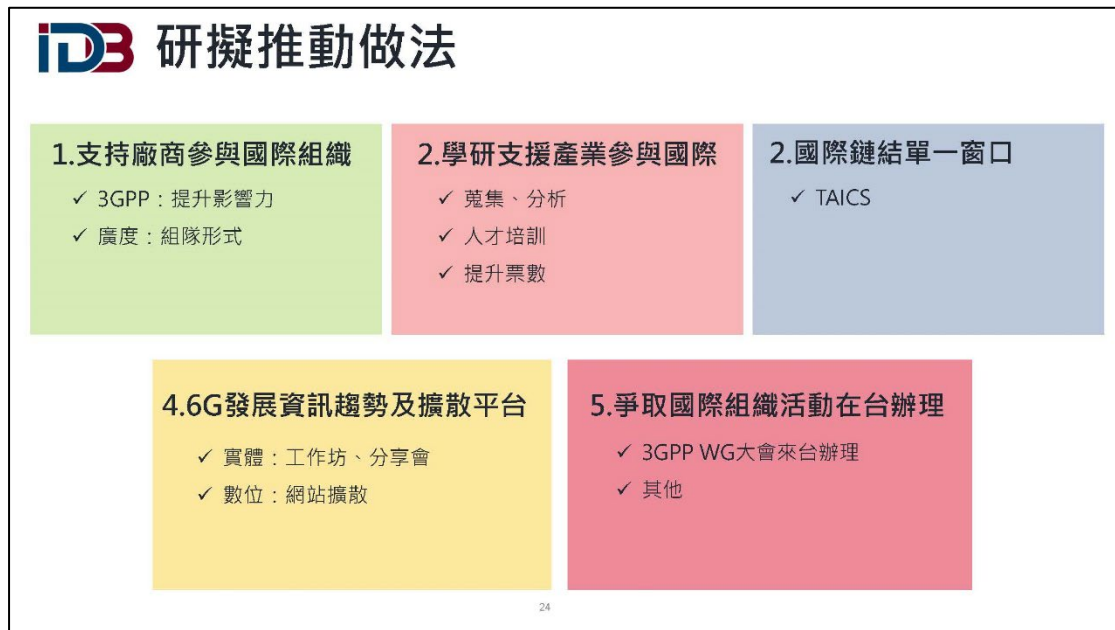 IDB 研擬推動做法
1.支持廠商參與國際組織
✓ 3GPP：提升影響力
✓ 廣度：組隊形式
2.學研支援產業參與國際
✓ 蒐集、分析
✓ 人才培訓
✓ 提升票數
2.國際鏈結單一窗口
✓ TAICS
4.6G發展資訊趨勢及擴散平台
✓ 實體：工作坊、分享會
✓ 數位：網站擴散
5.爭取國際組織活動在台辦理
✓ 3GPP WG大會來台辦理
✓ 其他
24